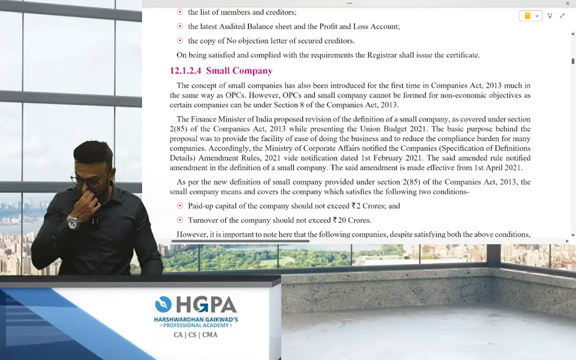 the list of members and creditors;
the latest Audited Balance sheet and the Profit and Loss Account;
the copy of No objection letter of secured creditors.
On being satisfied and complied with the requirements the Registrar shall issue the certificate.
12.1.2.4 Small Company
The concept of small companies has also been introduced for the first time in Companies Act, 2013 much in
the same way as OPCs. However, OPCs and small company cannot be formed for non-economic objectives as
certain companies can be under Section 8 of the Companies Act, 2013.
The Finance Minister of India proposed revision of the definition of a small company, as covered under section
2(85) of the Companies Act, 2013 while presenting the Union Budget 2021. The basic purpose behind the
proposal was to provide the facility of ease of doing the business and to reduce the compliance burden for many
companies. Accordingly, the Ministry of Corporate Affairs notified the Companies (Specification of Definitions
Details) Amendment Rules, 2021 vide notification dated 1st February 2021. The said amended rule notified
amendment in the definition of a small company. The said amendment is made effective from 1st April 2021.
As per the new definition of small company provided under section 2(85) of the Companies Act, 2013, the
small company means and covers the company which satisfies the following two conditions-
Paid-up capital of the company should not exceed ₹2 Crores; and
Turnover of the company should not exceed ₹20 Crores.
However, it is important to note here that the following companies, despite satisfying both the above conditions,
HGPA
HARSHWARDHAN GAIKWAD'S
PROFESSIONAL ACADEMY
CA | CS | CMA